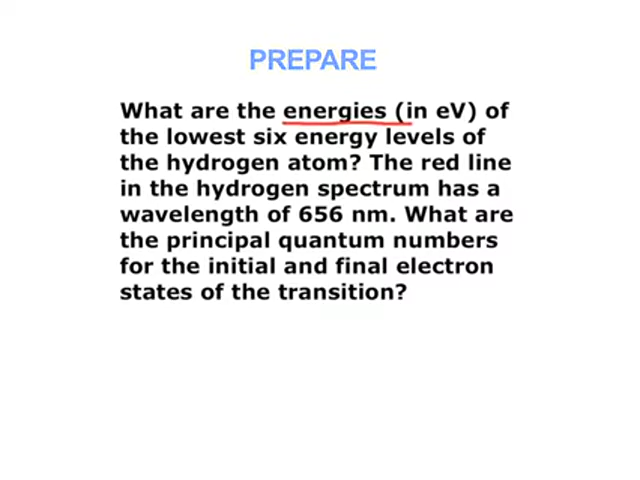 PREPARE
What are the energies (in eV) of
the lowest six energy levels of
the hydrogen atom? The red line
in the hydrogen spectrum has a
wavelength of 656 nm. What are
the principal quantum numbers
for the initial and final electron
states of the transition?